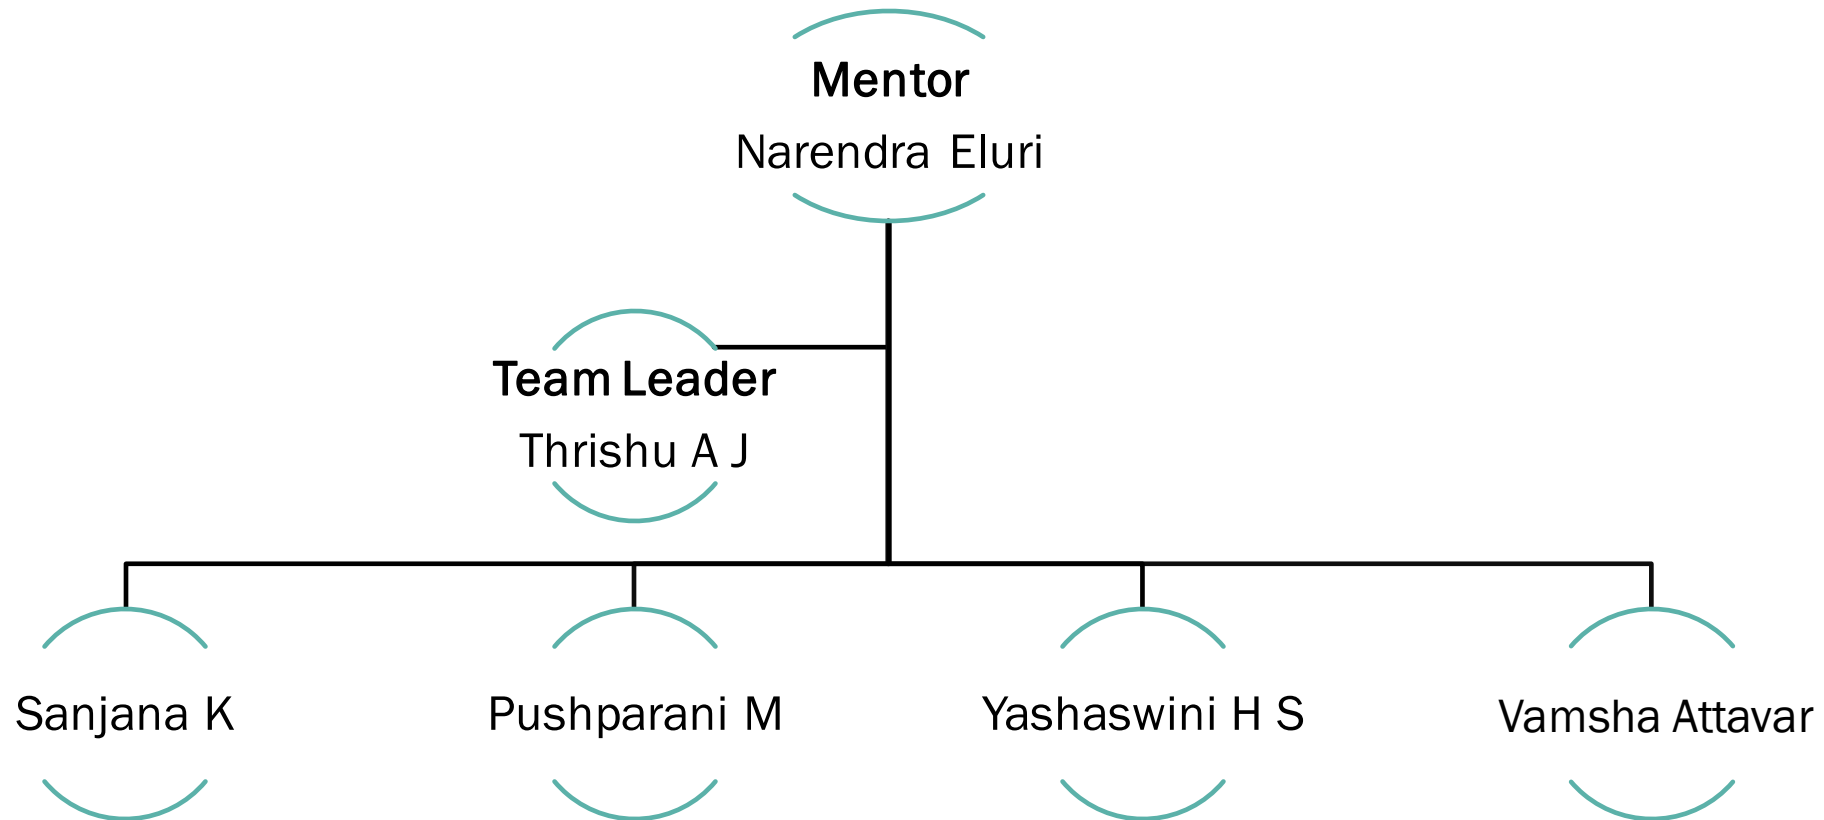 Mentor
Narendra Eluri
Team Leader
Thrishu A J
Sanjana K
Pushparani M
Yashaswini H S
Vamsha Attavar